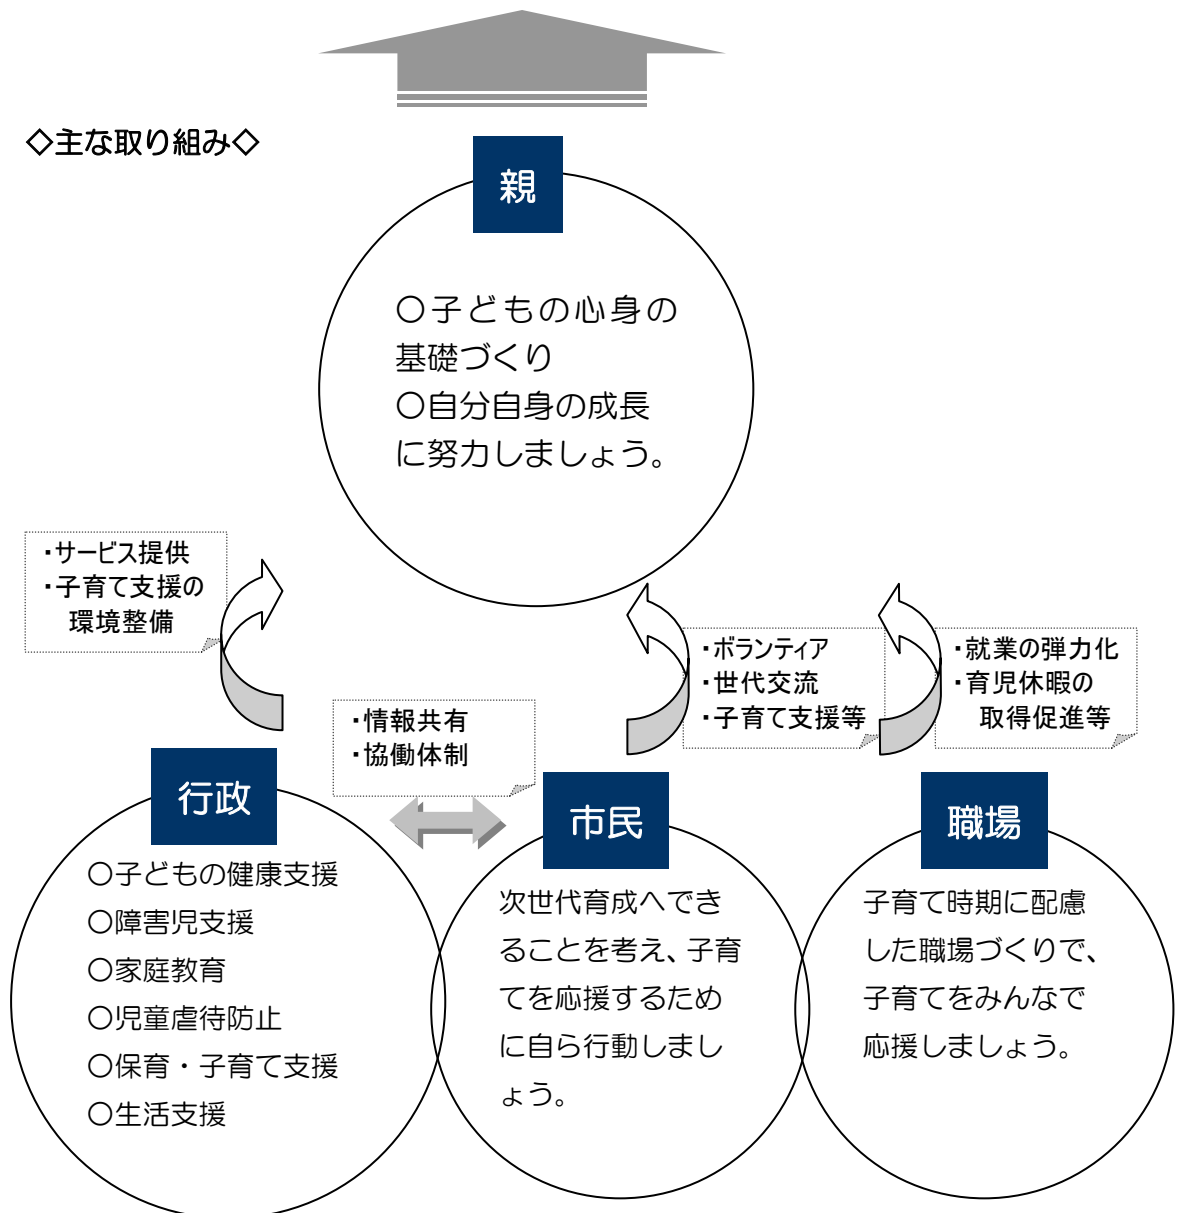 ◇主な取り組み◇
親
○子どもの心身の
基礎づくり
○自分自身の成長
に努力しましょう。
・サービス提供
・子育て支援の
環境整備
・情報共有
・協働体制
・ボランティア
・世代交流
・子育て支援等
・就業の弾力化
・育児休暇の
取得促進等
行政
○子どもの健康支援
○障害児支援
○家庭教育
○児童虐待防止
○保育・子育て支援
○生活支援
市民
次世代育成へでき
ることを考え、子育
てを応援するため
に自ら行動しまし
ょう。
職場
子育て時期に配慮
した職場づくりで、
子育てをみんなで
応援しましょう。